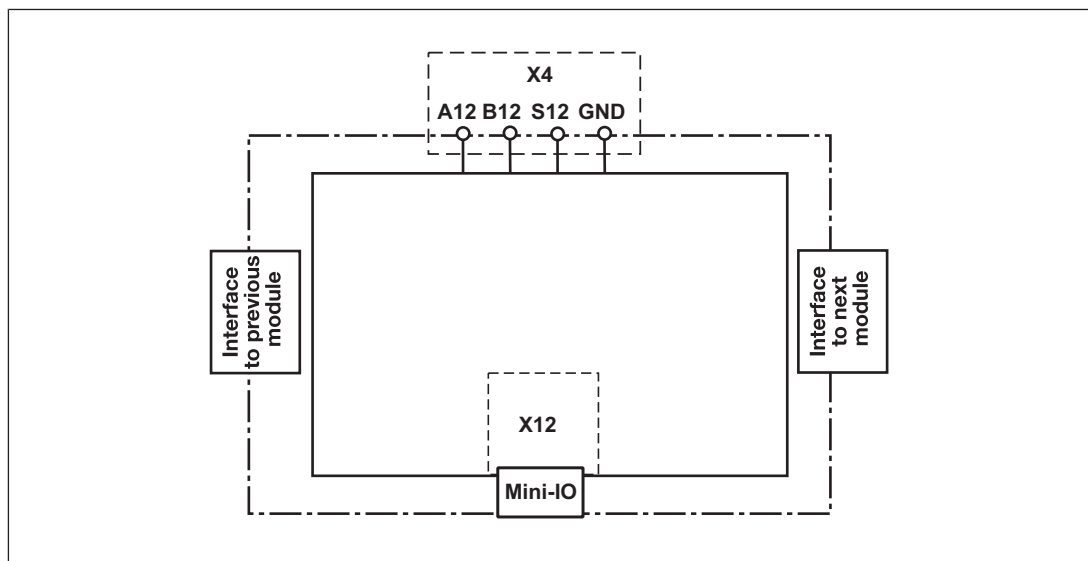 X4
A12 B12 S12 GND
Interface
to previous
module
Interface
to next
module
X12
Mini-IO